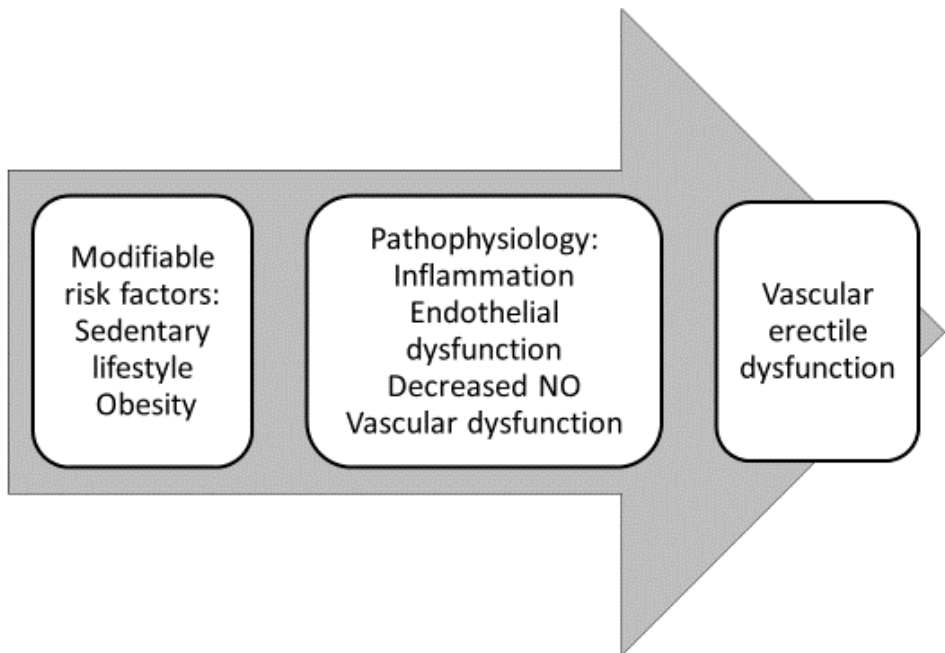 Modifiable
risk factors:
Sedentary
lifestyle
Obesity
Pathophysiology:
Inflammation
Endothelial
dysfunction
Decreased NO
Vascular dysfunction
Vascular
erectile
dysfunction